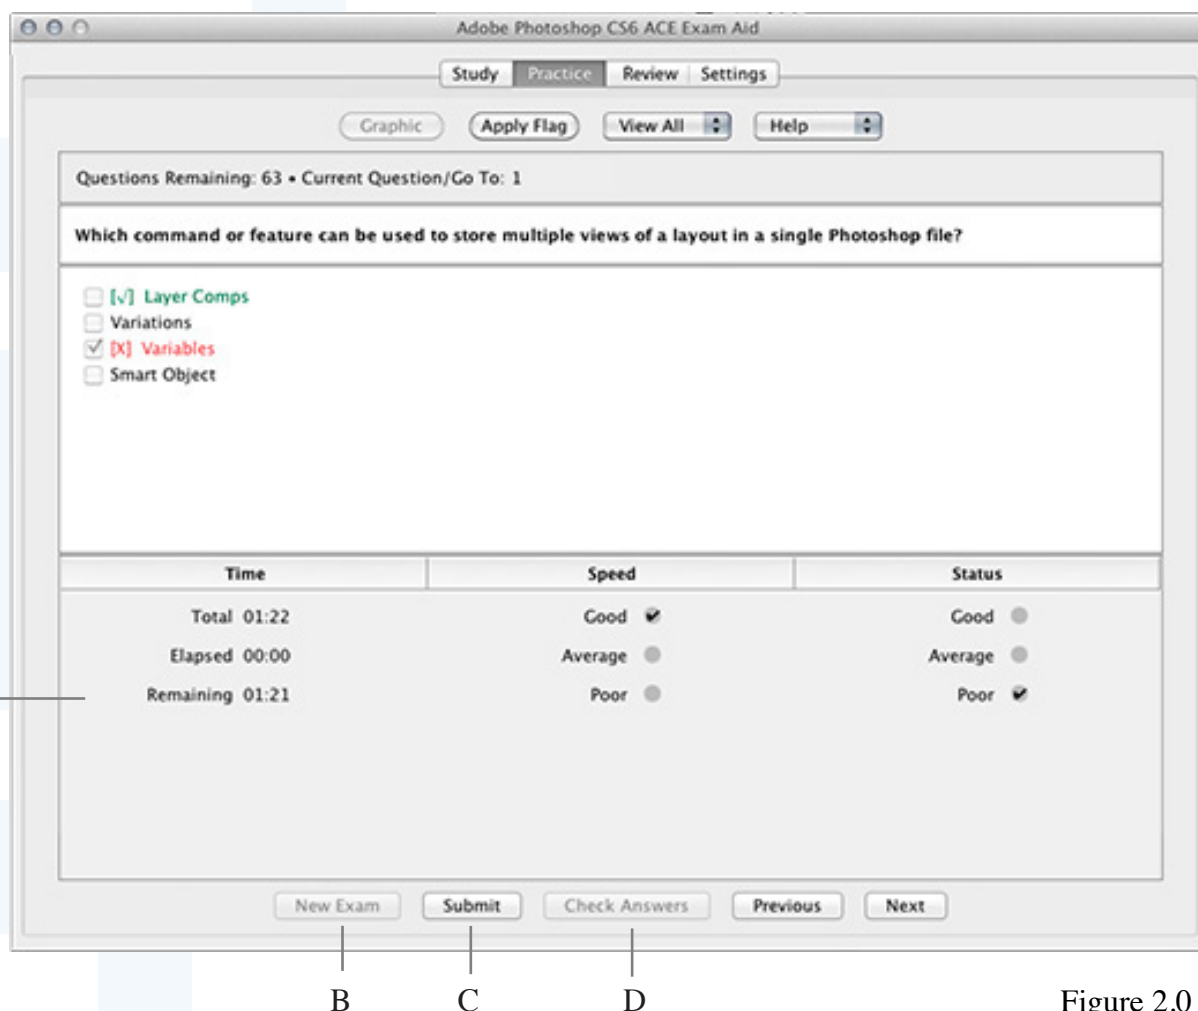 Adobe Photoshop CS6 ACE Exam Aid
Study Practice Review Settings
Graphic Apply Flag View All Help
Questions Remaining: 63 • Current Question/Go To: 1
Which command or feature can be used to store multiple views of a layout in a single Photoshop file?
[√] Layer Comps
Variations
[X] Variables
Smart Object
Time Speed Status
Total 01:22 Good Good
Elapsed 00:00 Average Average
Remaining 01:21 Poor Poor
New Exam Submit Check Answers Previous Next
B C D
Figure 2.0